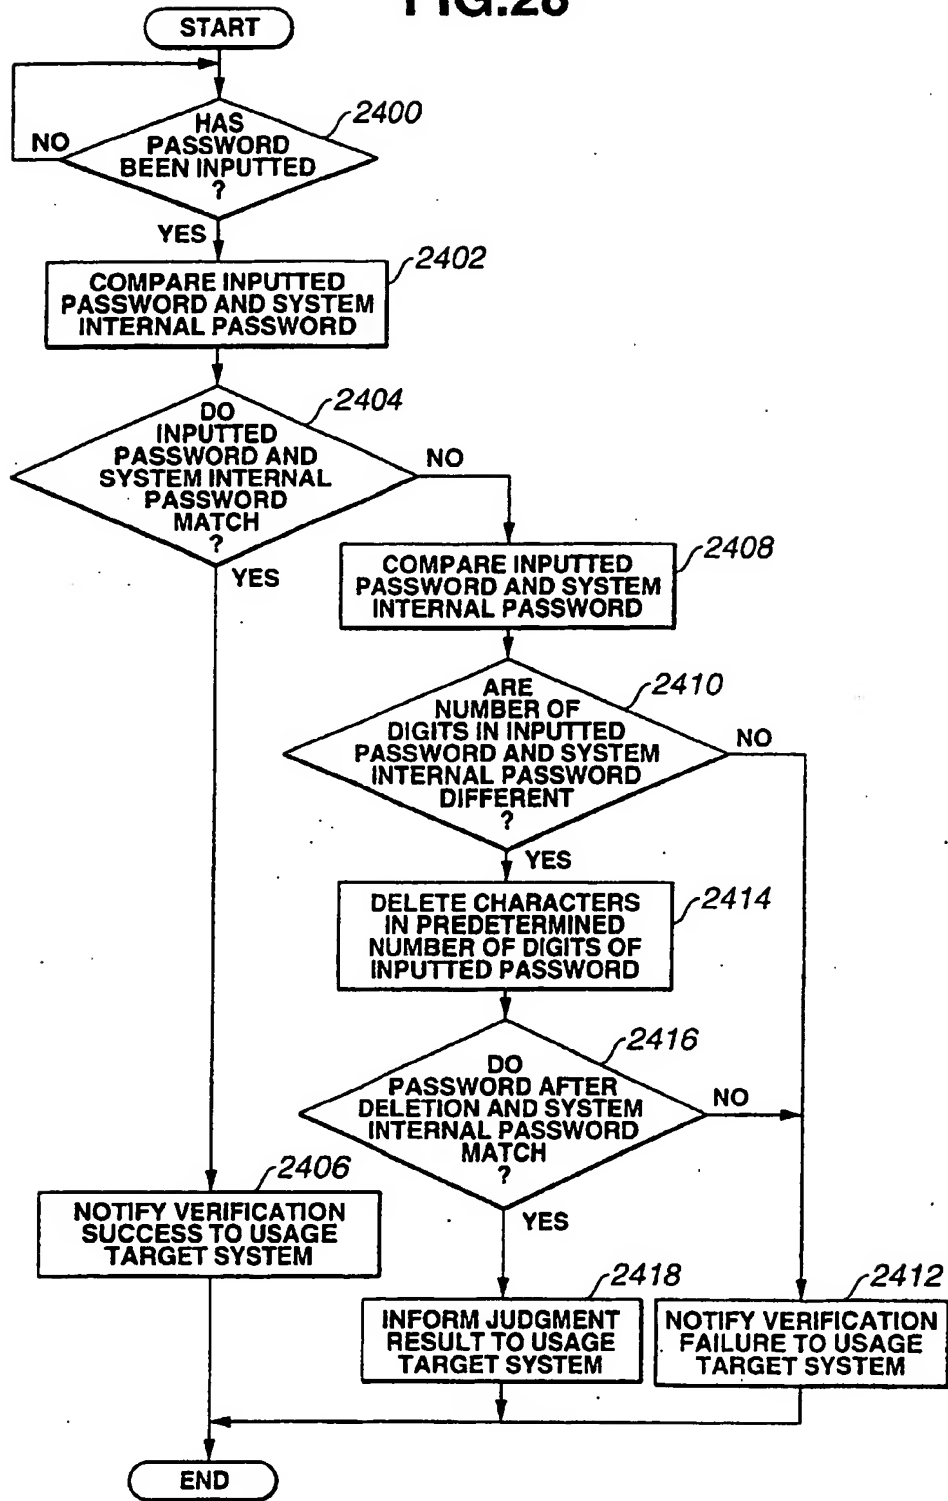 FIG.28
START
HAS
PASSWORD
BEEN INPUTTED
?
2400
NO
YES
COMPARE INPUTTED
PASSWORD AND SYSTEM
INTERNAL PASSWORD
2402
DO
INPUTTED
PASSWORD AND
SYSTEM INTERNAL
PASSWORD
MATCH
?
2404
NO
YES
COMPARE INPUTTED
PASSWORD AND SYSTEM
INTERNAL PASSWORD
2408
ARE
NUMBER OF
DIGITS IN INPUTTED
PASSWORD AND SYSTEM
INTERNAL PASSWORD
DIFFERENT
?
2410
NO
YES
DELETE CHARACTERS
IN PREDETERMINED
NUMBER OF DIGITS OF
INPUTTED PASSWORD
2414
DO
PASSWORD AFTER
DELETION AND SYSTEM
INTERNAL PASSWORD
MATCH
?
2416
NO
YES
NOTIFY VERIFICATION
SUCCESS TO USAGE
TARGET SYSTEM
2406
INFORM JUDGMENT
RESULT TO USAGE
TARGET SYSTEM
2418
NOTIFY VERIFICATION
FAILURE TO USAGE
TARGET SYSTEM
2412
END